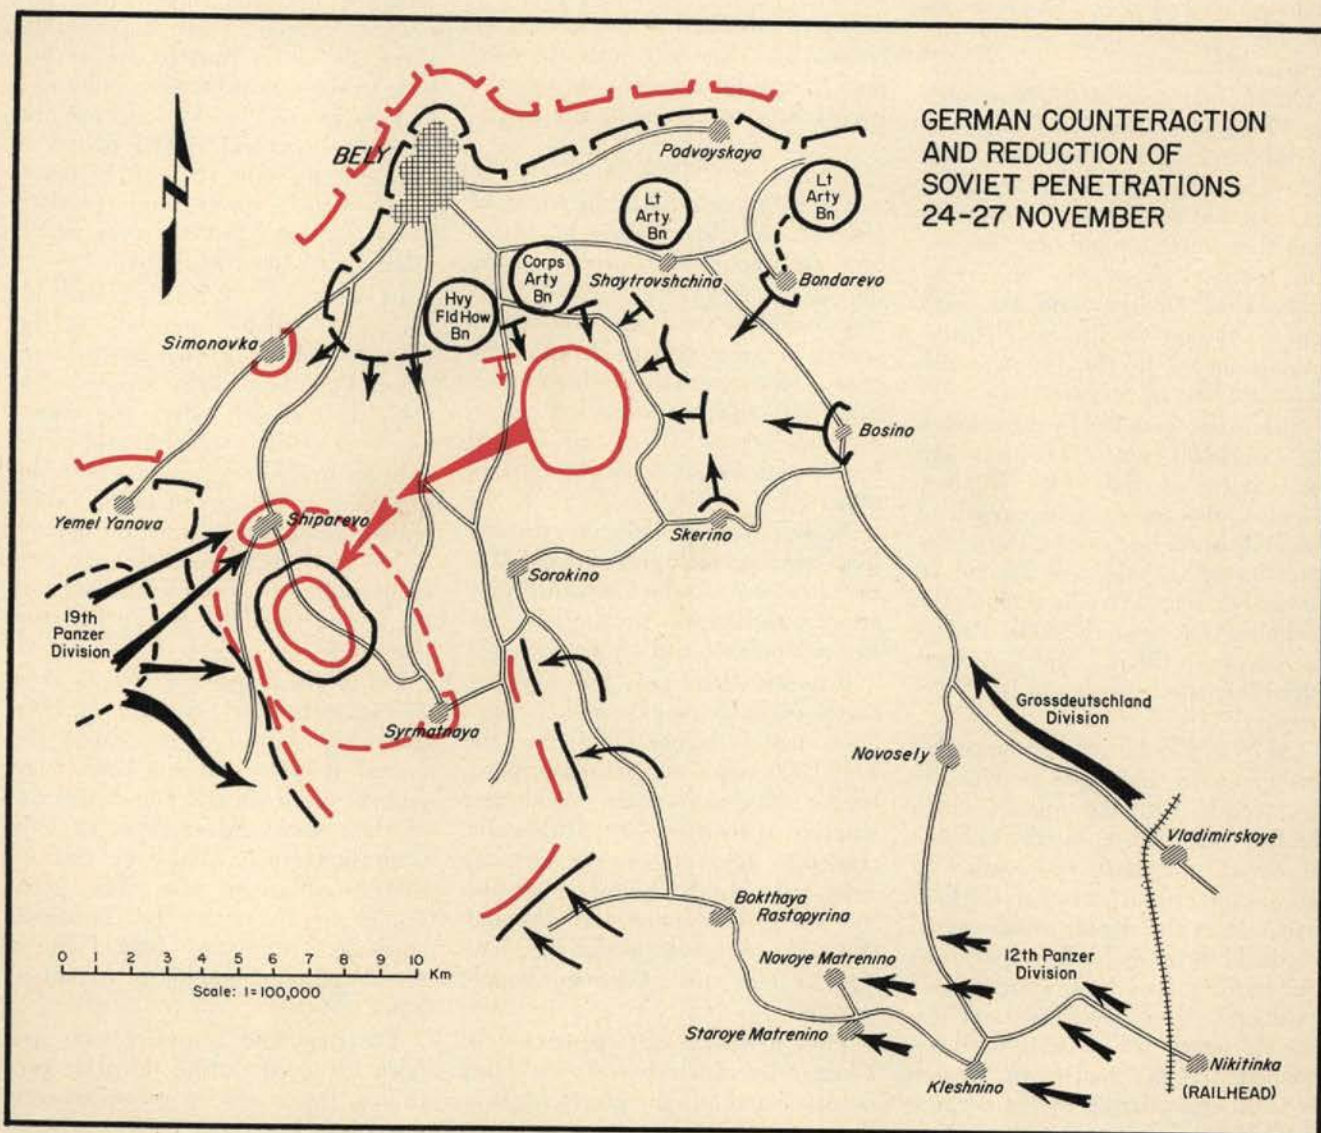 GERMAN COUNTERACTION
AND REDUCTION OF
SOVIET PENETRATIONS
24-27 NOVEMBER
N
BELY
Podvoyskaya
Lt
Arty
Bn
Lt
Arty
Bn
Corps
Arty
Bn
Hvy
Fld How
Bn
Shaytrovshchina
Bondarevo
Simonovka
Bosino
Yemel Yanova
Shiparevo
Skerino
Sorokino
19th
Panzer
Division
Syrmatnaya
Grossdeutschland
Division
Novosely
Vladimirskoye
Bokthaya
Rastopyrina
Novoye Matrenino
12th Panzer
Division
Staroye Matrenino
Kleshnino
Nikitinka
(RAILHEAD)
0 1 2 3 4 5 6 7 8 9 10 Km
Scale: 1=100,000